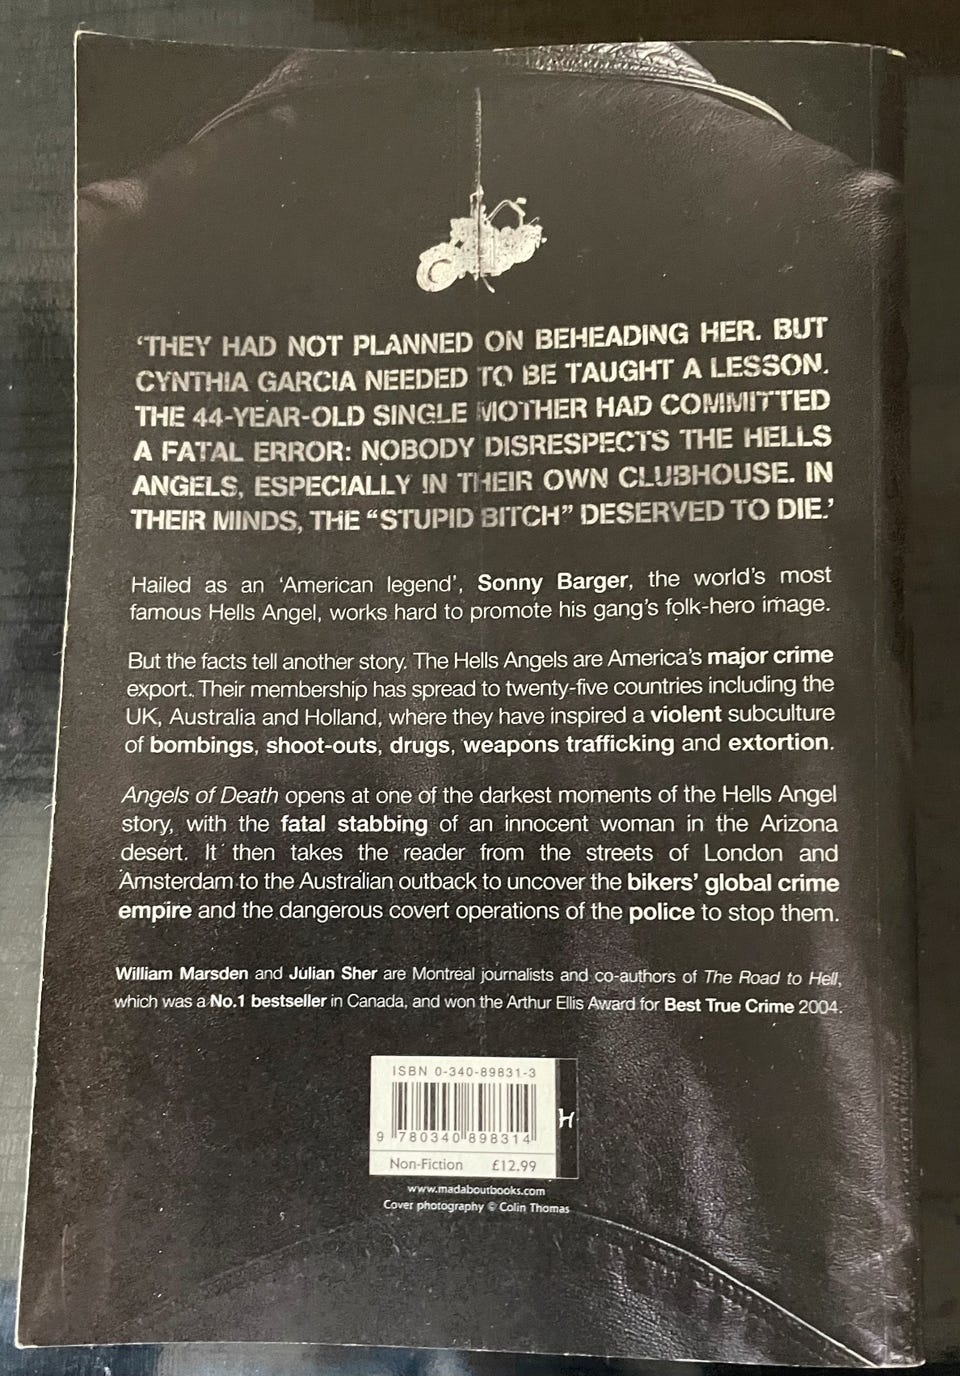 ‘THEY HAD NOT PLANNED ON BEHEADING HER. BUT
CYNTHIA GARCIA NEEDED TO BE TAUGHT A LESSON.
THE 44-YEAR-OLD SINGLE MOTHER HAD COMMITTED
A FATAL ERROR: NOBODY DISRESPECTS THE HELLS
ANGELS, ESPECIALLY IN THEIR OWN CLUBHOUSE. IN
THEIR MINDS, THE “STUPID BITCH” DESERVED TO DIE.’
Hailed as an ‘American legend’, Sonny Barger, the world’s most
famous Hells Angel, works hard to promote his gang’s folk-hero image.
But the facts tell another story. The Hells Angels are America’s major crime
export. Their membership has spread to twenty-five countries including the
UK, Australia and Holland, where they have inspired a violent subculture
of bombings, shoot-outs, drugs, weapons trafficking and extortion.
Angels of Death opens at one of the darkest moments of the Hells Angel
story, with the fatal stabbing of an innocent woman in the Arizona
desert. It then takes the reader from the streets of London and
Amsterdam to the Australian outback to uncover the bikers’ global crime
empire and the dangerous covert operations of the police to stop them.
William Marsden and Julian Sher are Montreal journalists and co-authors of The Road to Hell,
which was a No.1 bestseller in Canada, and won the Arthur Ellis Award for Best True Crime 2004.
ISBN 0-340-89831-3
9 780340 898314
H
Non-Fiction £12.99
www.madaboutbooks.com
Cover photography © Colin Thomas